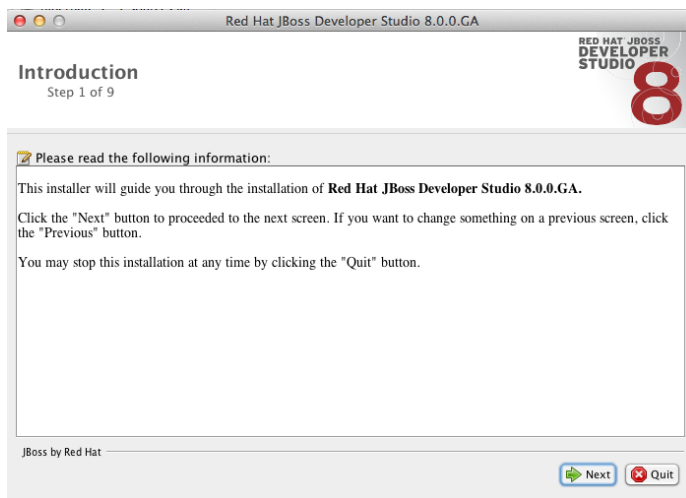 Red Hat JBoss Developer Studio 8.0.0.GA
RED HAT JBOSS
DEVELOPER
STUDIO
8
Introduction
Step 1 of 9
Please read the following information:
This installer will guide you through the installation of Red Hat JBoss Developer Studio 8.0.0.GA.
Click the "Next" button to proceeded to the next screen. If you want to change something on a previous screen, click
the "Previous" button.
You may stop this installation at any time by clicking the "Quit" button.
JBoss by Red Hat
Next
Quit